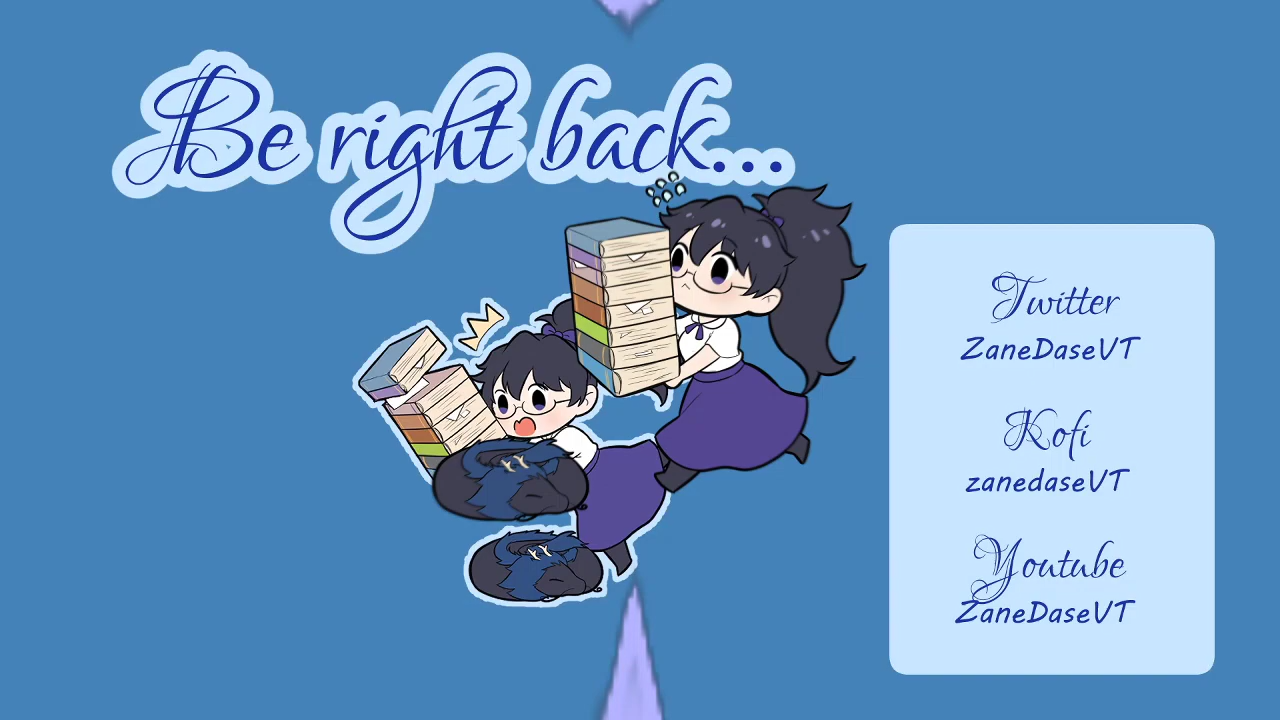 Be right back...
Twitter
ZaneDaseVT
Kofi
zanedaseVT
Youtube
ZaneDaseVT